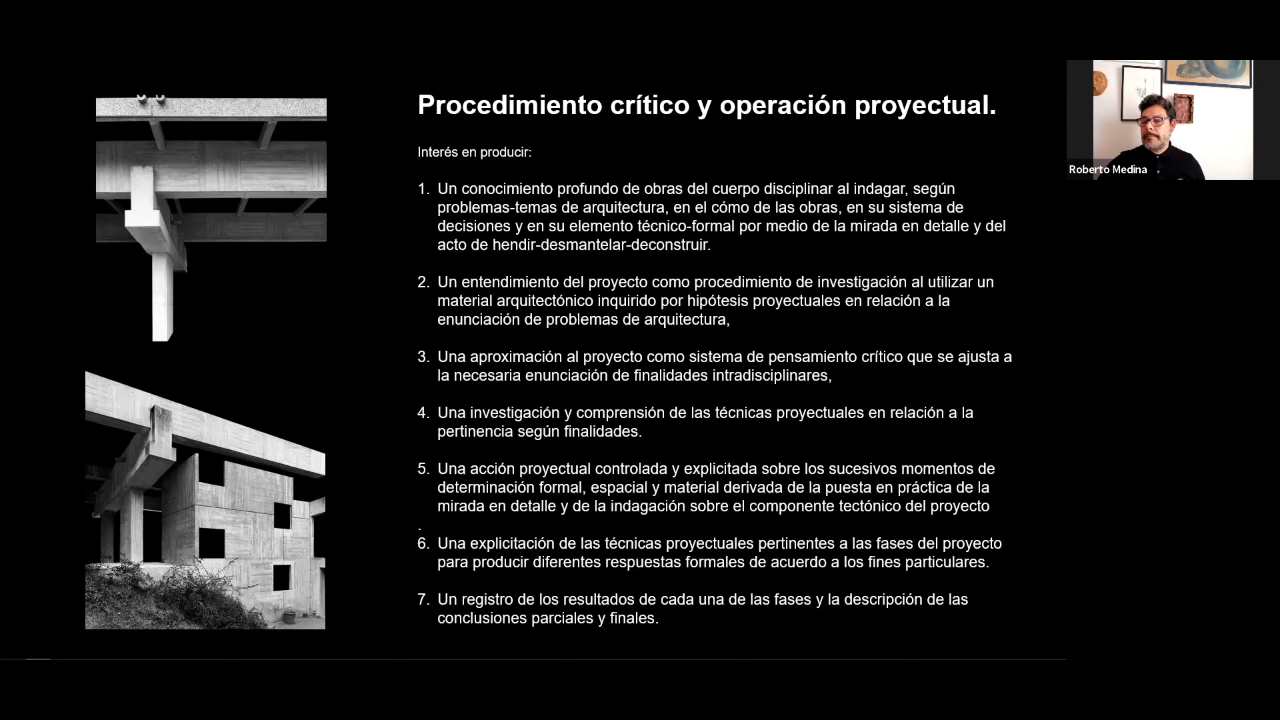 Procedimiento crítico y operación proyectual.
Interés en producir:
1. Un conocimiento profundo de obras del cuerpo disciplinar al indagar, según
problemas-temas de arquitectura, en el cómo de las obras, en su sistema de
decisiones y en su elemento técnico-formal por medio de la mirada en detalle y del
acto de hendir-desmantelar-deconstruir.
2. Un entendimiento del proyecto como procedimiento de investigación al utilizar un
material arquitectónico inquirido por hipótesis proyectuales en relación a la
enunciación de problemas de arquitectura,
3. Una aproximación al proyecto como sistema de pensamiento crítico que se ajusta a
la necesaria enunciación de finalidades intradisciplinares,
4. Una investigación y comprensión de las técnicas proyectuales en relación a la
pertinencia según finalidades.
5. Una acción proyectual controlada y explicitada sobre los sucesivos momentos de
determinación formal, espacial y material derivada de la puesta en práctica de la
mirada en detalle y de la indagación sobre el componente tectónico del proyecto
.
6. Una explicitación de las técnicas proyectuales pertinentes a las fases del proyecto
para producir diferentes respuestas formales de acuerdo a los fines particulares.
7. Un registro de los resultados de cada una de las fases y la descripción de las
conclusiones parciales y finales.
Roberto Medina